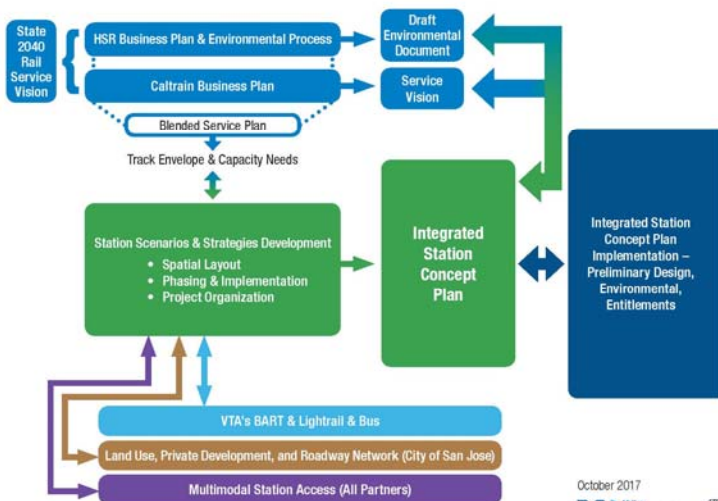 State
2040
Rail
Service
Vision
HSR Business Plan & Environmental Process
Draft
Environmental
Document
Caltrain Business Plan
Service
Vision
Blended Service Plan
Track Envelope & Capacity Needs
Station Scenarios & Strategies Development
• Spatial Layout
• Phasing & Implementation
• Project Organization
Integrated
Station
Concept
Plan
Integrated Station
Concept Plan
Implementation –
Preliminary Design,
Environmental,
Entitlements
VTA's BART & Lightrail & Bus
Land Use, Private Development, and Roadway Network (City of San Jose)
Multimodal Station Access (All Partners)
October 2017